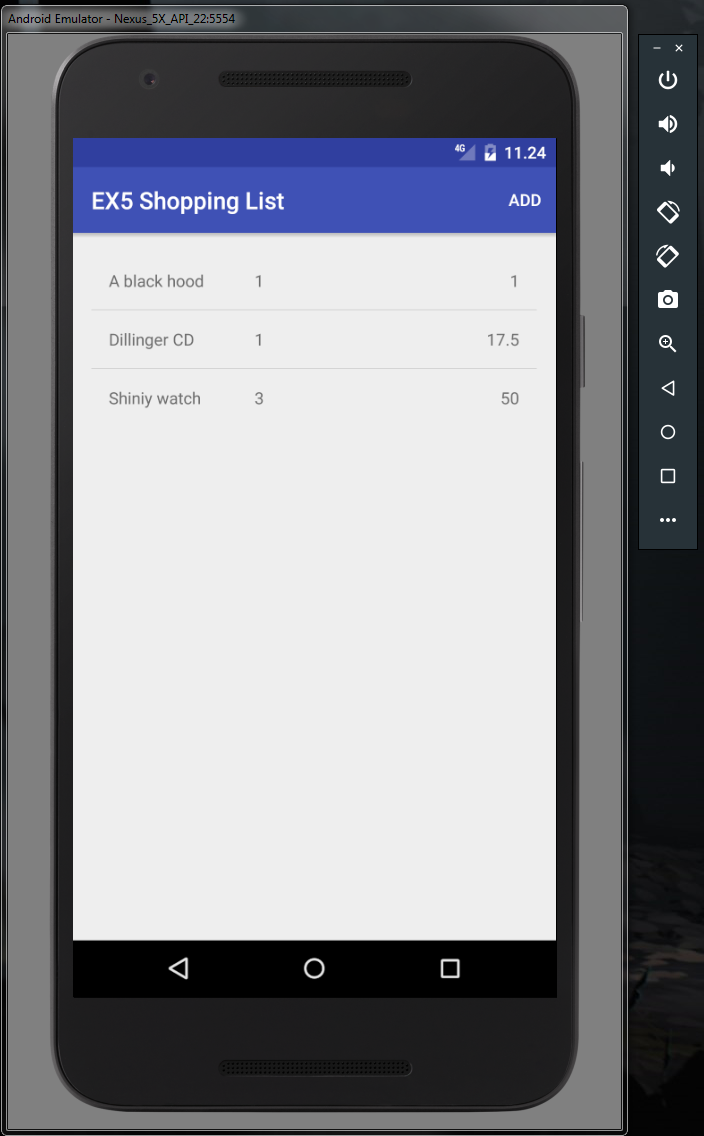 Android Emulator - Nexus_5X_API_22:5554
4G 11.24
EX5 Shopping List ADD
A black hood 1 1
Dillinger CD 1 17.5
Shiniy watch 3 50